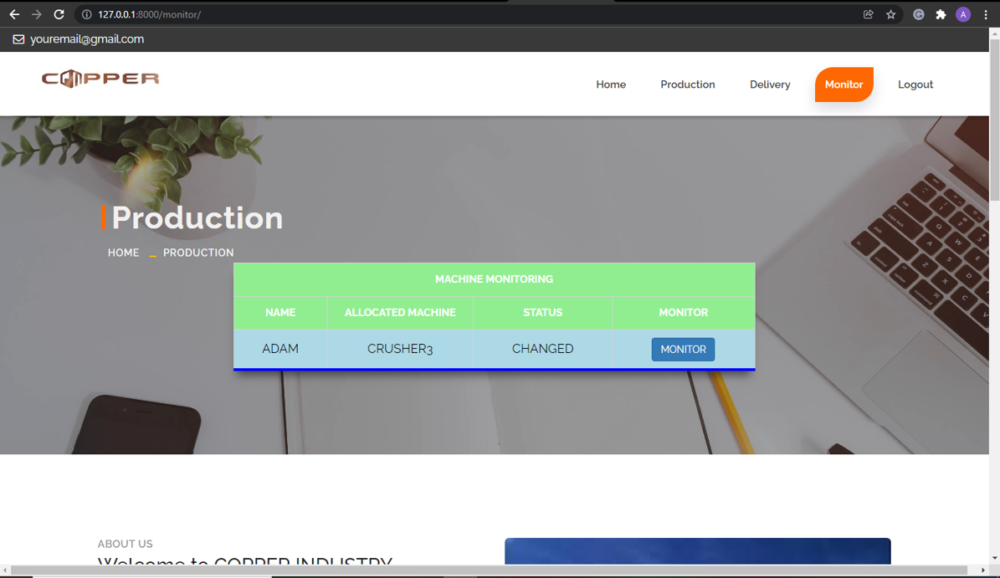 127.0.0.1:8000/monitor/
A
youremail@gmail.com
COPPER
Home
Production
Delivery
Monitor
Logout
Production
HOME _ PRODUCTION
MACHINE MONITORING
NAME ALLOCATED MACHINE STATUS MONITOR
ADAM CRUSHER3 CHANGED MONITOR
ABOUT US
Welcome to COPPER INDUSTRY